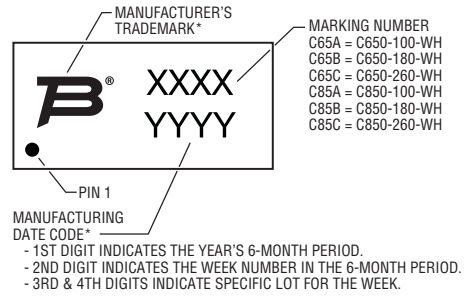 MANUFACTURER'S
TRADEMARK*
MARKING NUMBER
C65A = C650-100-WH
C65B = C650-180-WH
C65C = C650-260-WH
C85A = C850-100-WH
C85B = C850-180-WH
C85C = C850-260-WH
B®
XXXX
YYYY
PIN 1
MANUFACTURING
DATE CODE*
- 1ST DIGIT INDICATES THE YEAR'S 6-MONTH PERIOD.
- 2ND DIGIT INDICATES THE WEEK NUMBER IN THE 6-MONTH PERIOD.
- 3RD & 4TH DIGITS INDICATE SPECIFIC LOT FOR THE WEEK.